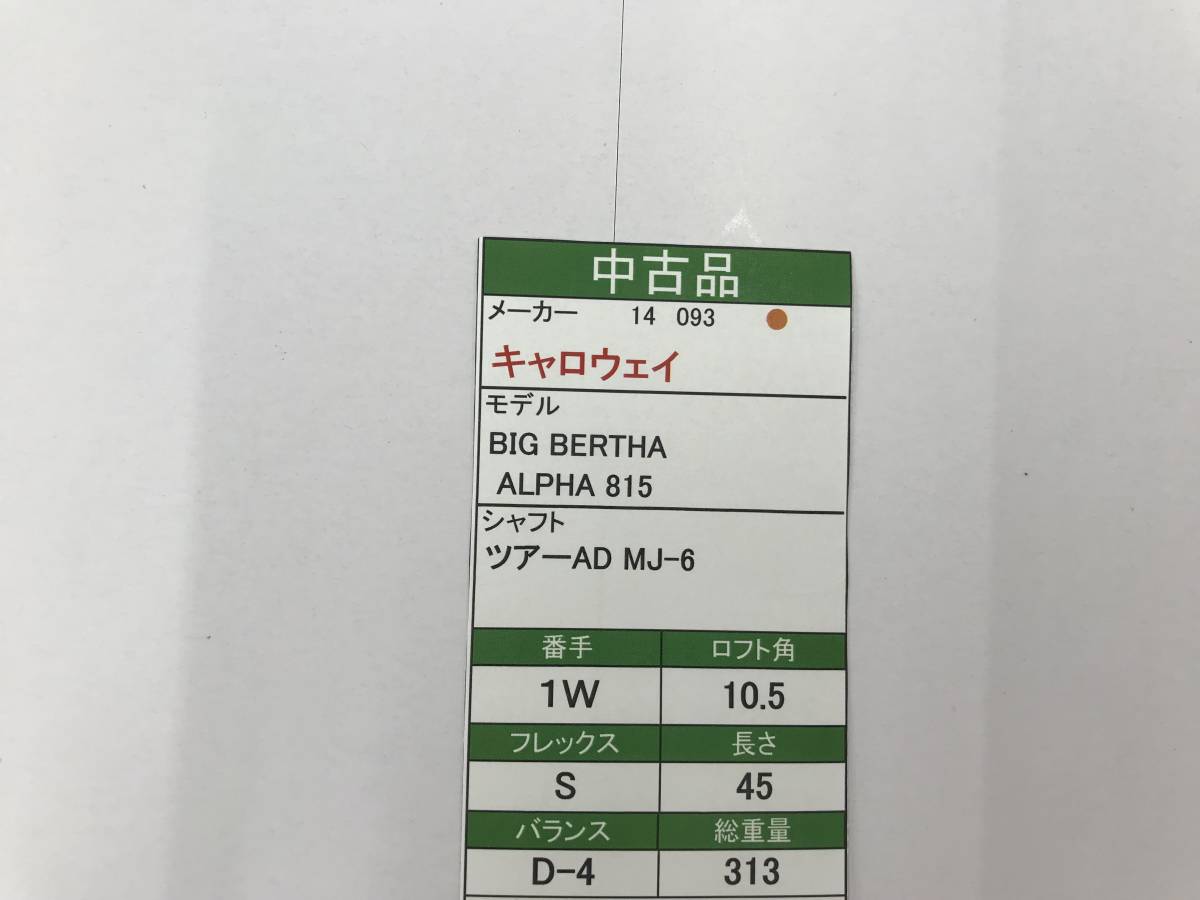 中古品
メーカー 14 093
キャロウェイ
モデル
BIG BERTHA
ALPHA 815
シャフト
ツアーAD MJ-6
番手 ロフト角
1W 10.5
フレックス 長さ
S 45
バランス 総重量
D-4 313